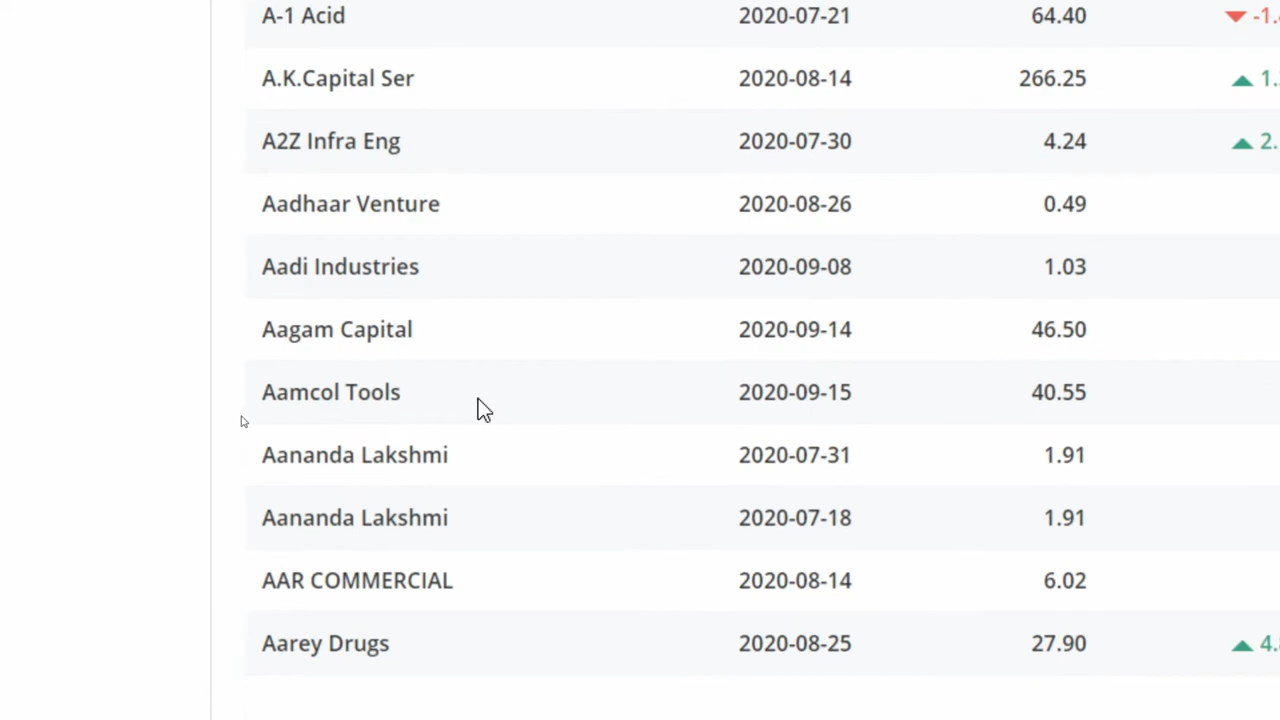 A-1 Acid 2020-07-21 64.40
A.K.Capital Ser 2020-08-14 266.25
A2Z Infra Eng 2020-07-30 4.24
Aadhaar Venture 2020-08-26 0.49
Aadi Industries 2020-09-08 1.03
Aagam Capital 2020-09-14 46.50
Aamcol Tools 2020-09-15 40.55
Aananda Lakshmi 2020-07-31 1.91
Aananda Lakshmi 2020-07-18 1.91
AAR COMMERCIAL 2020-08-14 6.02
Aarey Drugs 2020-08-25 27.90